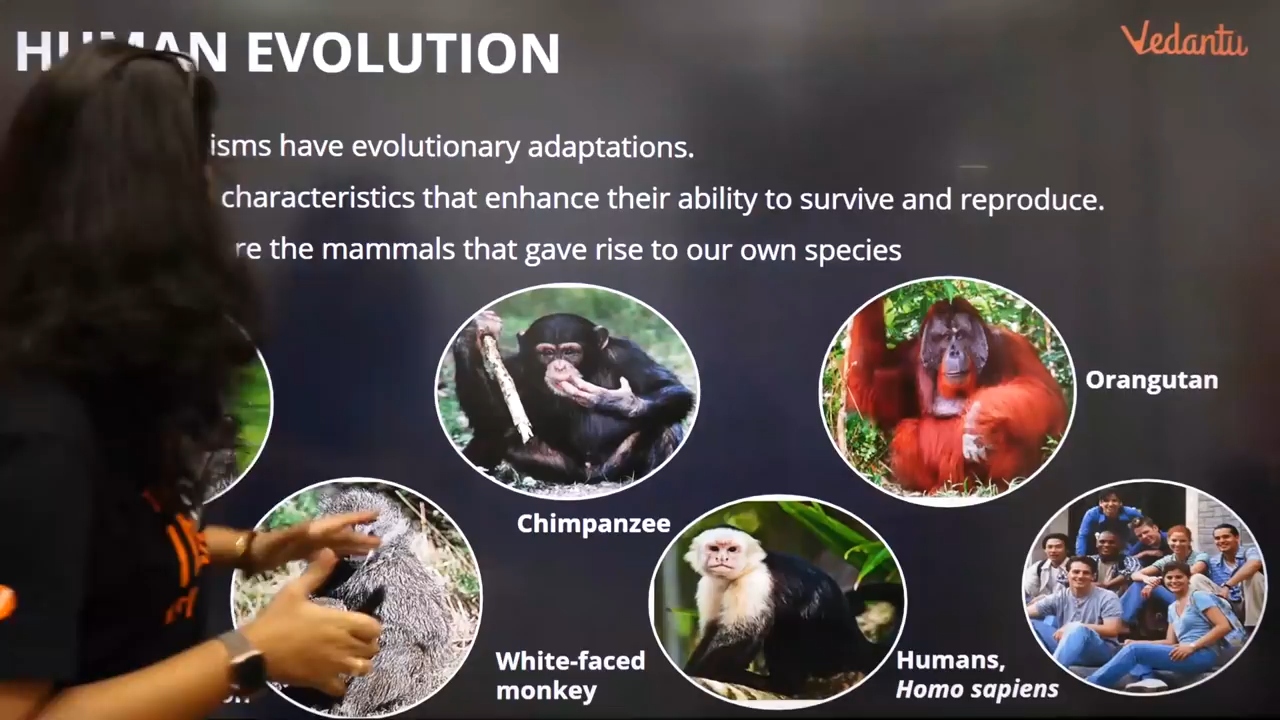 HUMAN EVOLUTION
Vedantu
isms have evolutionary adaptations.
characteristics that enhance their ability to survive and reproduce.
re the mammals that gave rise to our own species
Orangutan
Chimpanzee
White-faced
monkey
Humans,
Homo sapiens